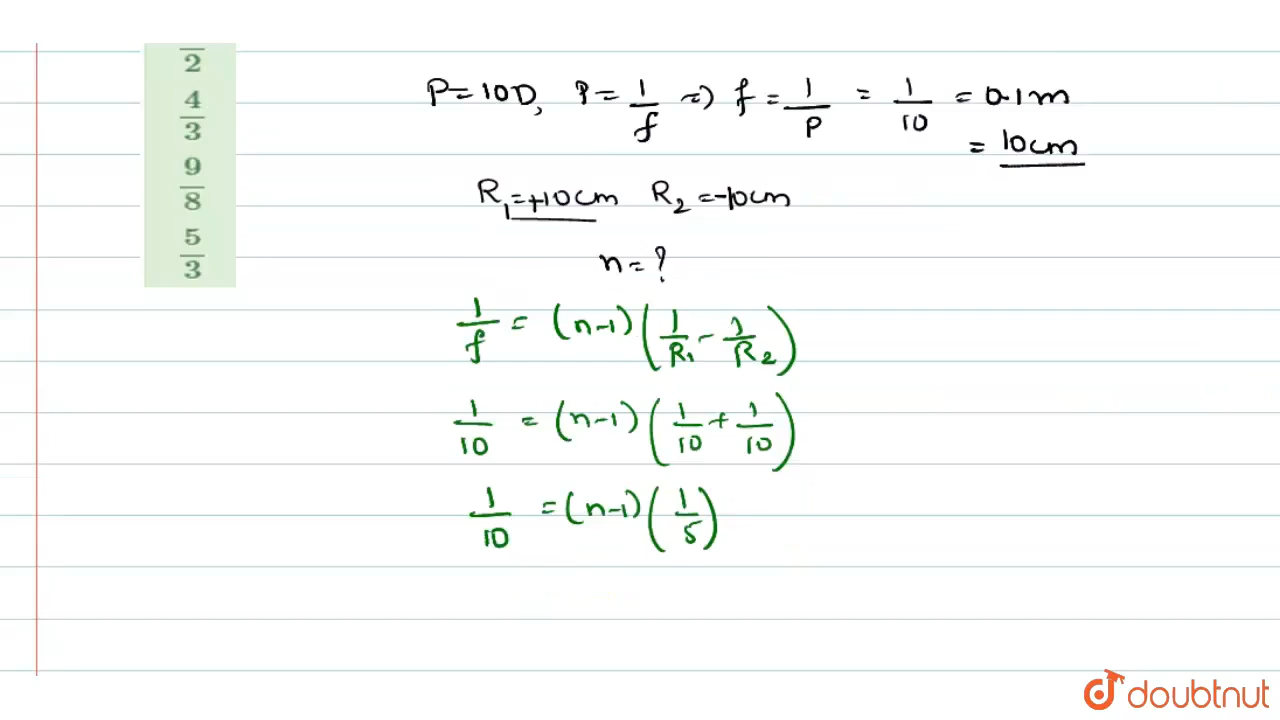 2
4/3
9/8
5/3
P=10D, P=1/f => f=1/P = 1/10 = 0.1m
= 10cm
R₁=+10cm R₂=-10cm
n=?
1/f = (n-1)(1/R₁ - 1/R₂)
1/10 = (n-1)(1/10 + 1/10)
1/10 = (n-1)(1/5)
doubtnut